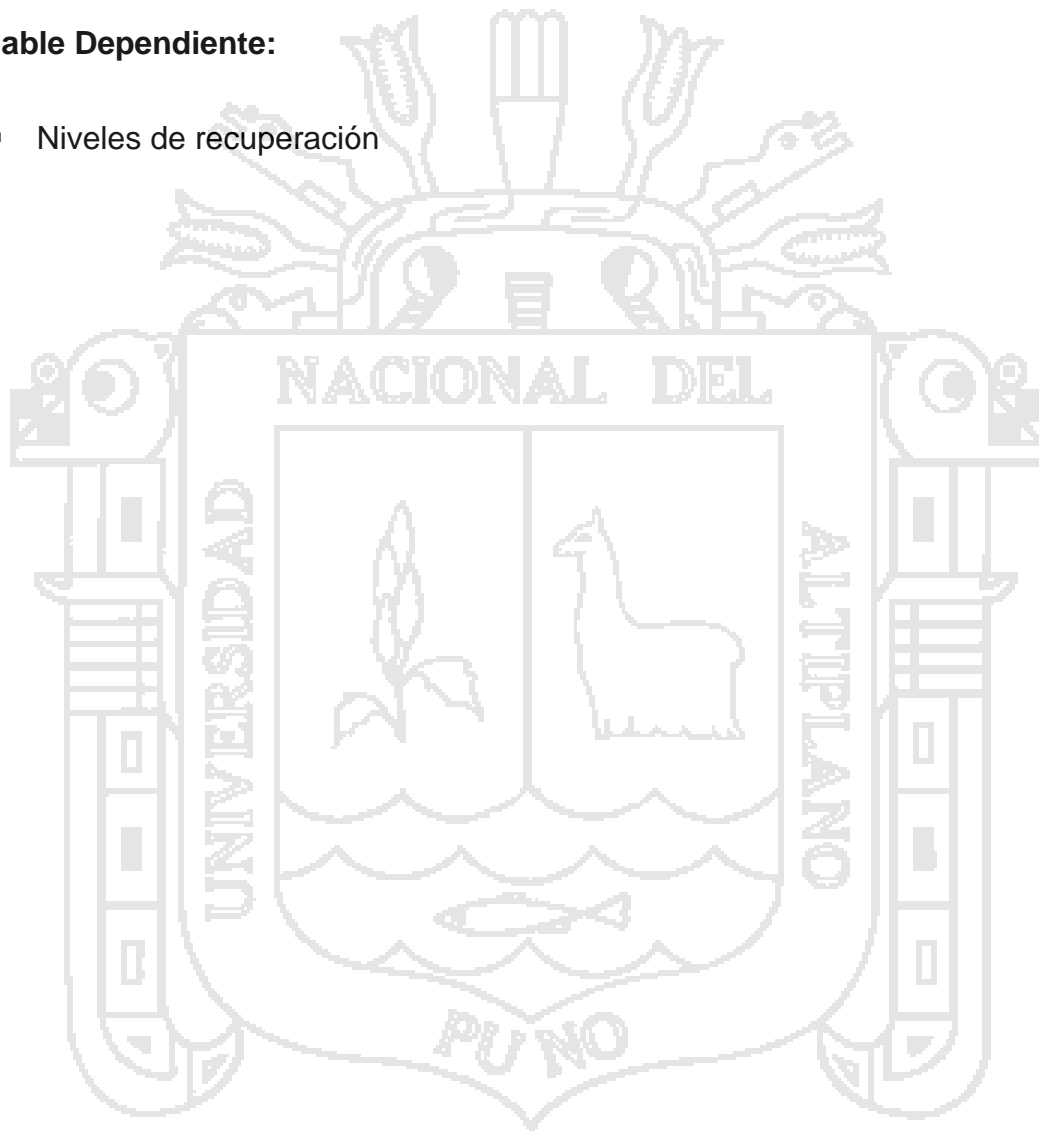 able Dependiente:
▪ Niveles de recuperación
NACIONAL DEL
UNIVERSIDAD
ALTIPLANO
PUNO